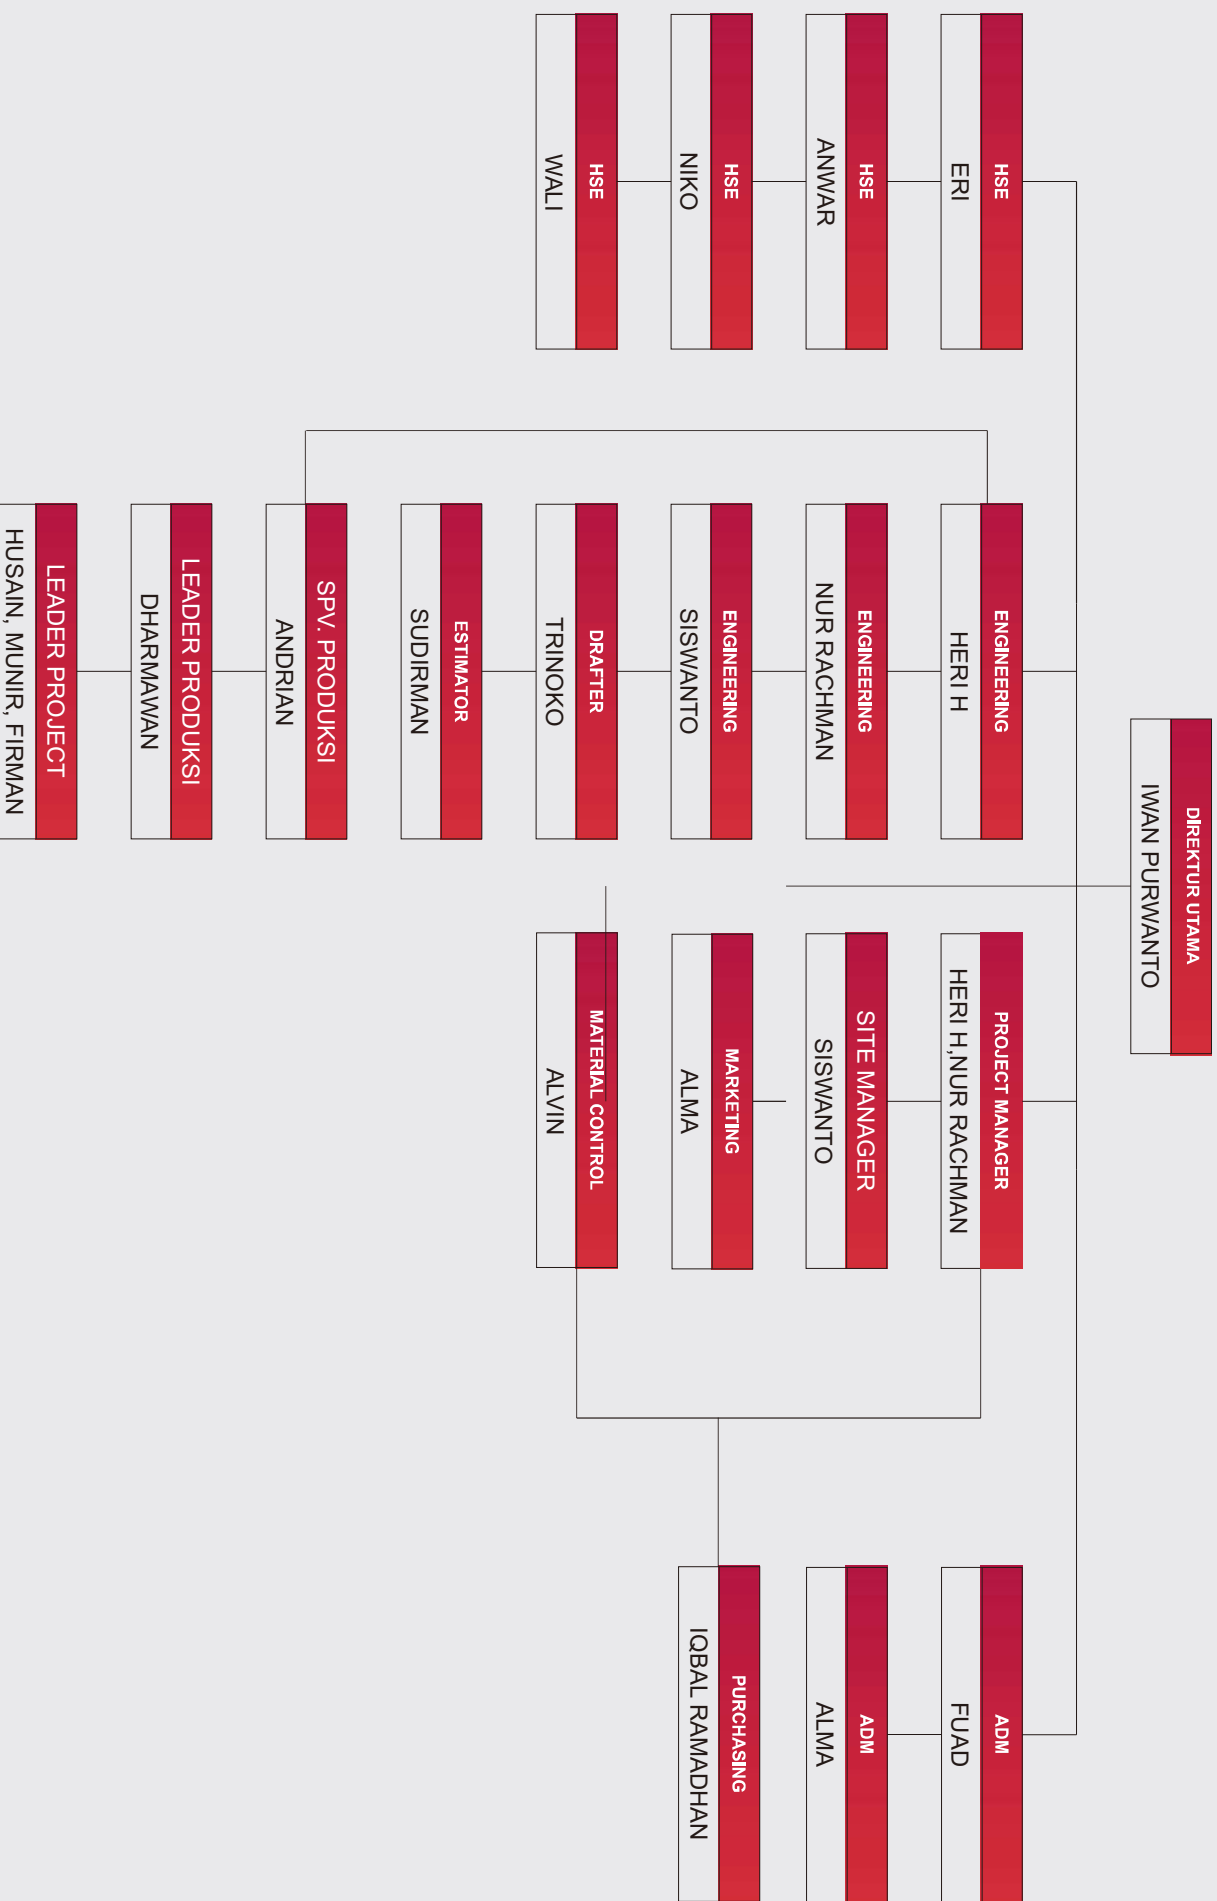 DIREKTUR UTAMA
IWAN PURWANTO
HSE
ERI
HSE
ANWAR
HSE
NIKO
HSE
WALI
ENGINEERING
HERI H
ENGINEERING
NUR RACHMAN
ENGINEERING
SISWANTO
DRAFTER
TRINOKO
ESTIMATOR
SUDIRMAN
SPV. PRODUKSI
ANDRIAN
LEADER PRODUKSI
DHARMAWAN
LEADER PROJECT
HUSAIN, MUNIR, FIRMAN
PROJECT MANAGER
HERI H,NUR RACHMAN
SITE MANAGER
SISWANTO
MARKETING
ALMA
MATERIAL CONTROL
ALVIN
ADM
FUAD
ADM
ALMA
PURCHASING
IQBAL RAMADHAN